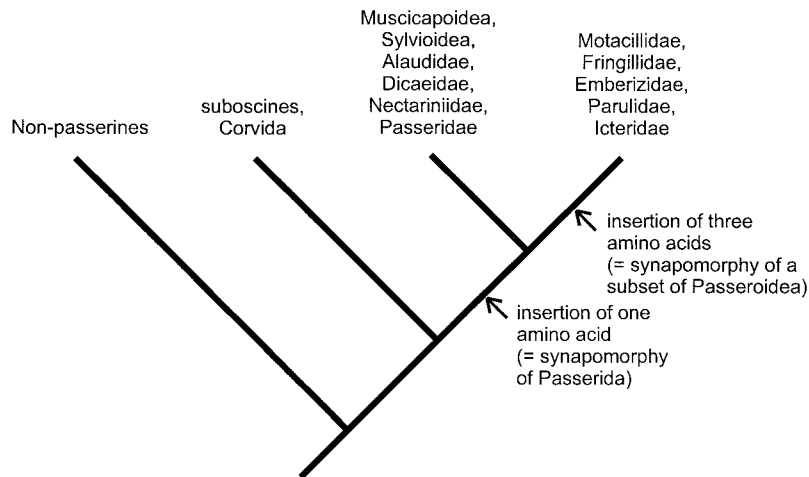 Non-passerines
suboscines,
Corvida
Muscicapoidea,
Sylvioidea,
Alaudidae,
Dicaeidae,
Nectariniidae,
Passeridae
Motacillidae,
Fringillidae,
Emberizidae,
Parulidae,
Icteridae
insertion of three
amino acids
(= synapomorphy of a
subset of Passeroidea)
insertion of one
amino acid
(= synapomorphy
of Passerida)